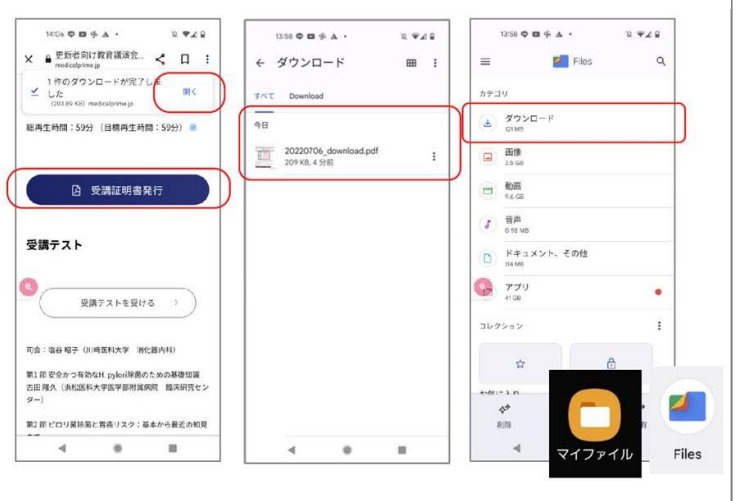 14:06
更新者向け教育講演会...
medicalprime.jp
1 件のダウンロードが完了しま
した
(203.89 KB) medicalprime.jp
開く
総再生時間：59分 （目標再生時間：59分）
受講証明書発行
受講テスト
受講テストを受ける
司会：塩谷 昭子（川崎医科大学 消化器内科）
第1 部 安全かつ有効なH. pylori除菌のための基礎知識
古田 隆久（浜松医科大学医学部附属病院 臨床研究セン
ター）
第2 部 ピロリ菌除菌と胃癌リスク：基本から最近の知見
まで
13:58
ダウンロード
すべて Download
今日
20220706_download.pdf
209 KB, 4 分前
13:58
Files
カテゴリ
ダウンロード
121 MB
画像
3.8 GB
動画
9.6 GB
音声
0.98 MB
ドキュメント、その他
114 MB
アプリ
41 GB
コレクション
お気に入り
削除
有
マイファイル
Files